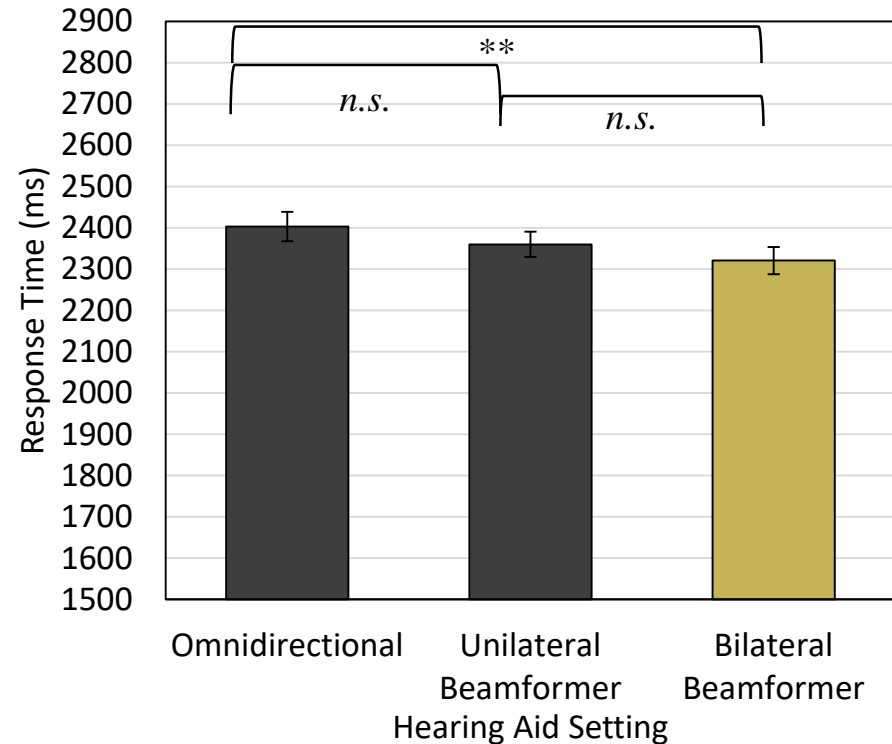 2900
2800
2700
2600
2500
2400
2300
2200
2100
2000
1900
1800
1700
1600
1500
Response Time (ms)
**
n.s.
n.s.
Omnidirectional
Unilateral
Beamformer
Bilateral
Beamformer
Hearing Aid Setting